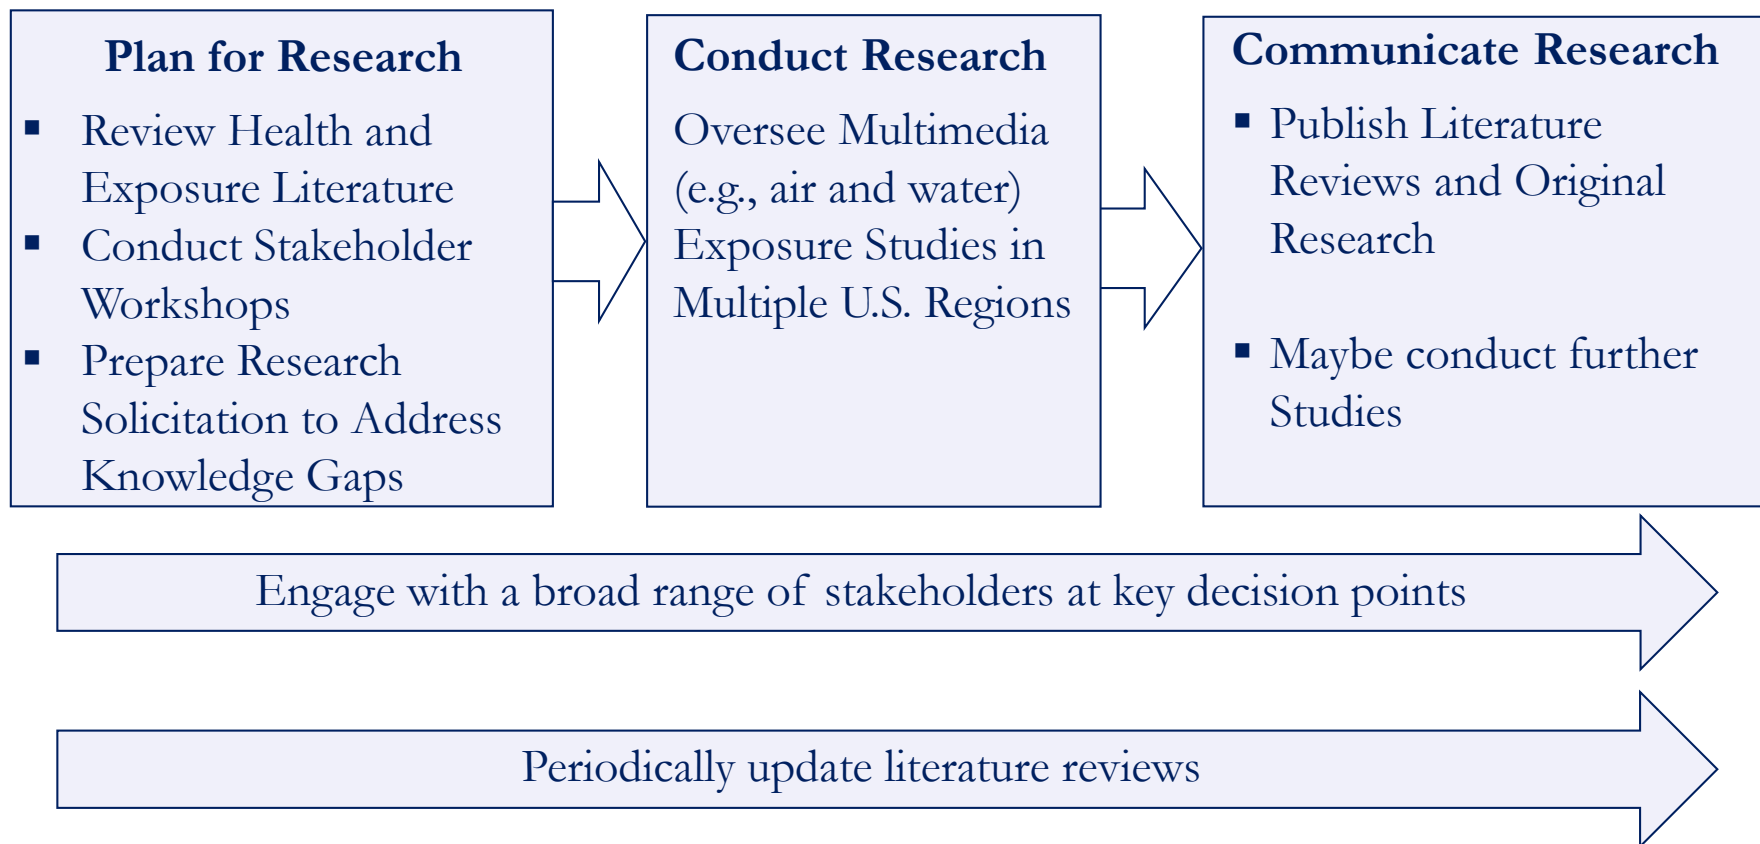 Plan for Research
▪ Review Health and
Exposure Literature
▪ Conduct Stakeholder
Workshops
▪ Prepare Research
Solicitation to Address
Knowledge Gaps
Conduct Research
Oversee Multimedia
(e.g., air and water)
Exposure Studies in
Multiple U.S. Regions
Communicate Research
▪ Publish Literature
Reviews and Original
Research
▪ Maybe conduct further
Studies
Engage with a broad range of stakeholders at key decision points
Periodically update literature reviews